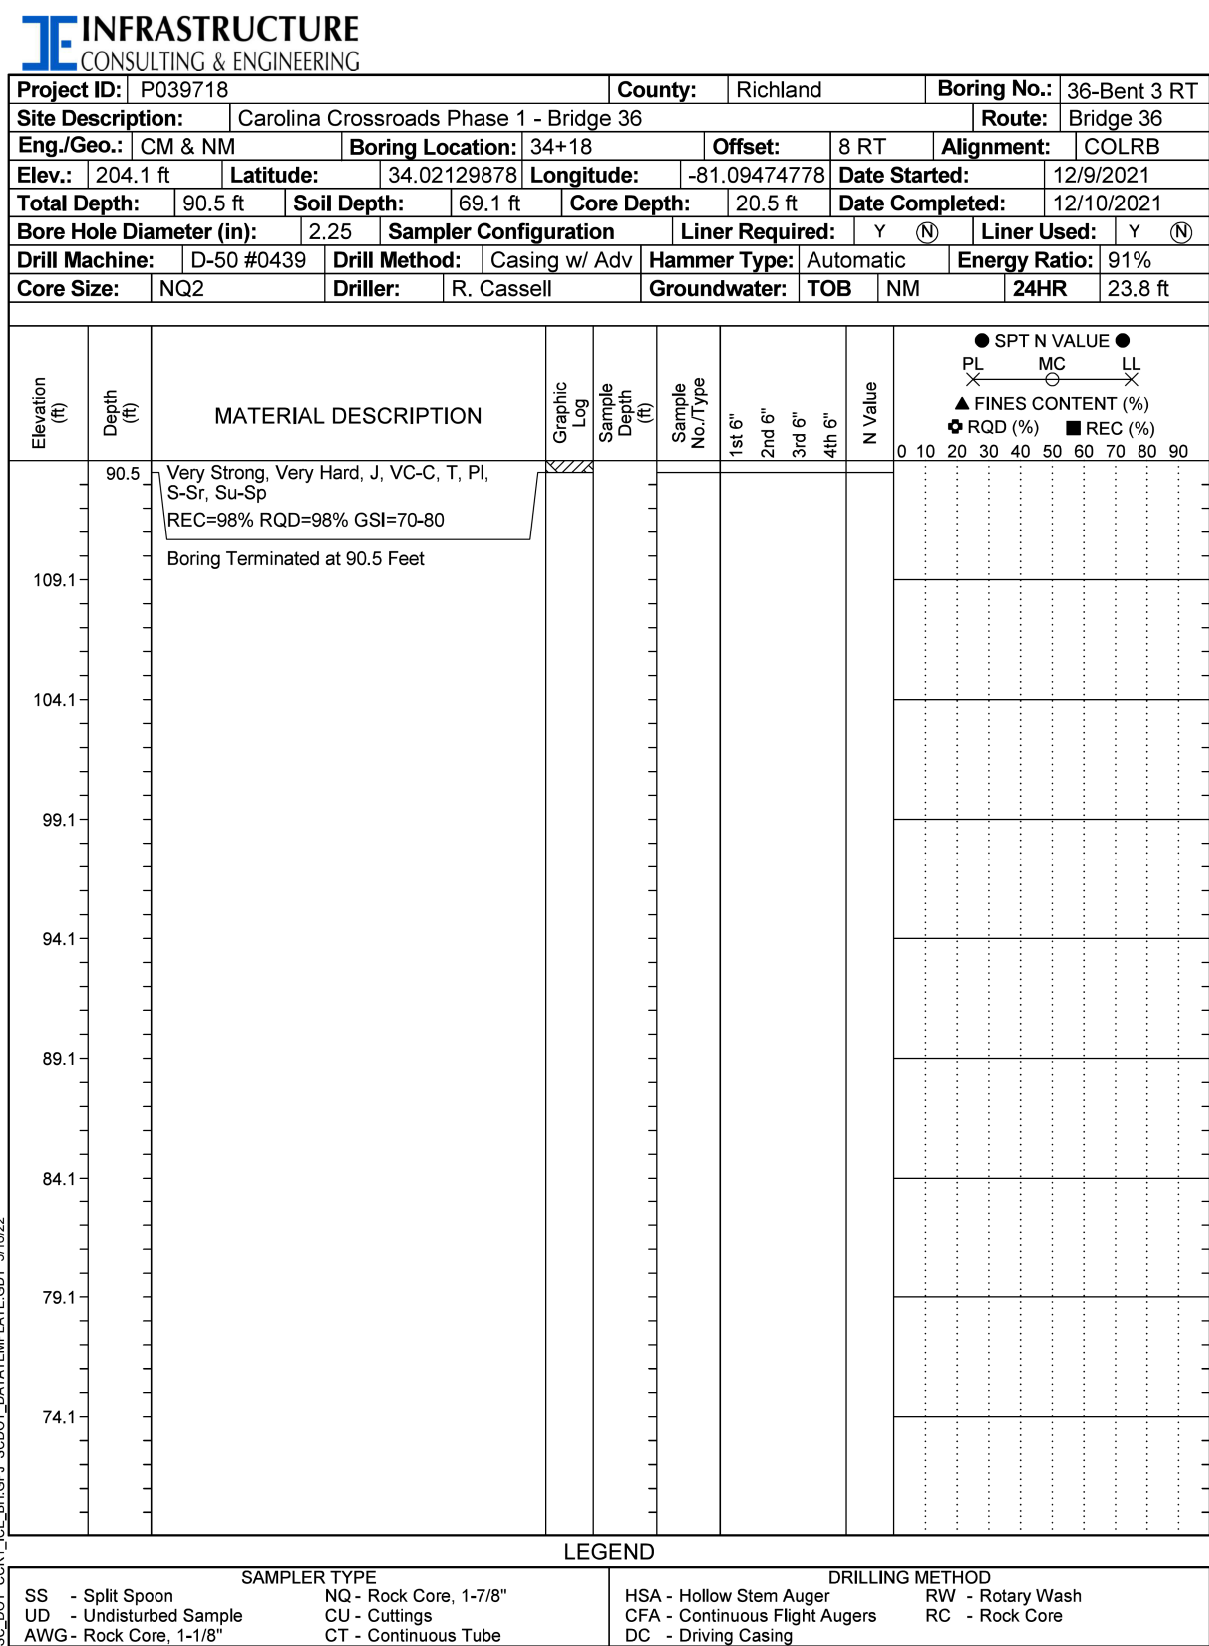 INFRASTRUCTURE
CONSULTING & ENGINEERING
Project ID: P039718 County: Richland Boring No.: 36-Bent 3 RT
Site Description: Carolina Crossroads Phase 1 - Bridge 36 Route: Bridge 36
Eng./Geo.: CM & NM Boring Location: 34+18 Offset: 8 RT Alignment: COLRB
Elev.: 204.1 ft Latitude: 34.02129878 Longitude: -81.09474778 Date Started: 12/9/2021
Total Depth: 90.5 ft Soil Depth: 69.1 ft Core Depth: 20.5 ft Date Completed: 12/10/2021
Bore Hole Diameter (in): 2.25 Sampler Configuration Liner Required: Y N Liner Used: Y N
Drill Machine: D-50 #0439 Drill Method: Casing w/ Adv Hammer Type: Automatic Energy Ratio: 91%
Core Size: NQ2 Driller: R. Cassell Groundwater: TOB NM 24HR 23.8 ft
Elevation (ft)
Depth (ft)
MATERIAL DESCRIPTION
Graphic Log
Sample Depth (ft)
Sample No./Type
1st 6"
2nd 6"
3rd 6"
4th 6"
N Value
● SPT N VALUE ●
PL MC LL
▲ FINES CONTENT (%)
RQD (%) ■ REC (%)
0 10 20 30 40 50 60 70 80 90
90.5 Very Strong, Very Hard, J, VC-C, T, Pl,
S-Sr, Su-Sp
REC=98% RQD=98% GSI=70-80
Boring Terminated at 90.5 Feet
109.1
104.1
99.1
94.1
89.1
84.1
79.1
74.1
LEGEND
SAMPLER TYPE
SS - Split Spoon NQ - Rock Core, 1-7/8"
UD - Undisturbed Sample CU - Cuttings
AWG - Rock Core, 1-1/8" CT - Continuous Tube
DRILLING METHOD
HSA - Hollow Stem Auger RW - Rotary Wash
CFA - Continuous Flight Augers RC - Rock Core
DC - Driving Casing